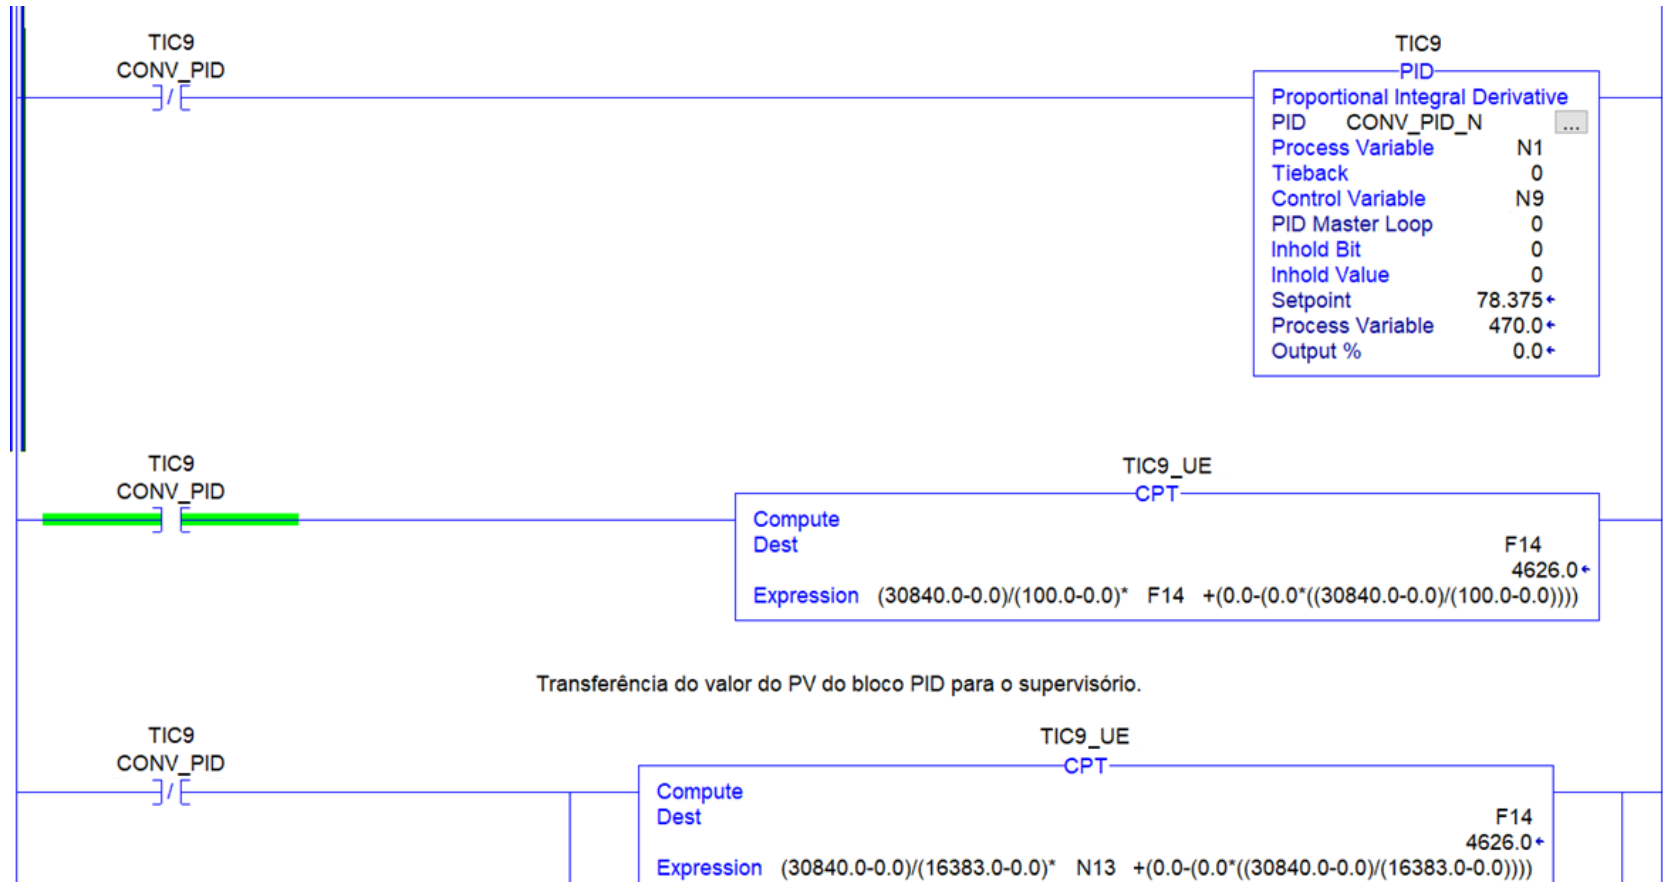 TIC9
CONV_PID
TIC9
PID
Proportional Integral Derivative
PID CONV_PID_N ...
Process Variable N1
Tieback 0
Control Variable N9
PID Master Loop 0
Inhold Bit 0
Inhold Value 0
Setpoint 78.375
Process Variable 470.0
Output % 0.0
TIC9
CONV_PID
TIC9_UE
CPT
Compute
Dest F14
4626.0
Expression (30840.0-0.0)/(100.0-0.0)* F14 +(0.0-(0.0*((30840.0-0.0)/(100.0-0.0))))
Transferência do valor do PV do bloco PID para o supervisório.
TIC9
CONV_PID
TIC9_UE
CPT
Compute
Dest F14
4626.0
Expression (30840.0-0.0)/(16383.0-0.0)* N13 +(0.0-(0.0*((30840.0-0.0)/(16383.0-0.0))))